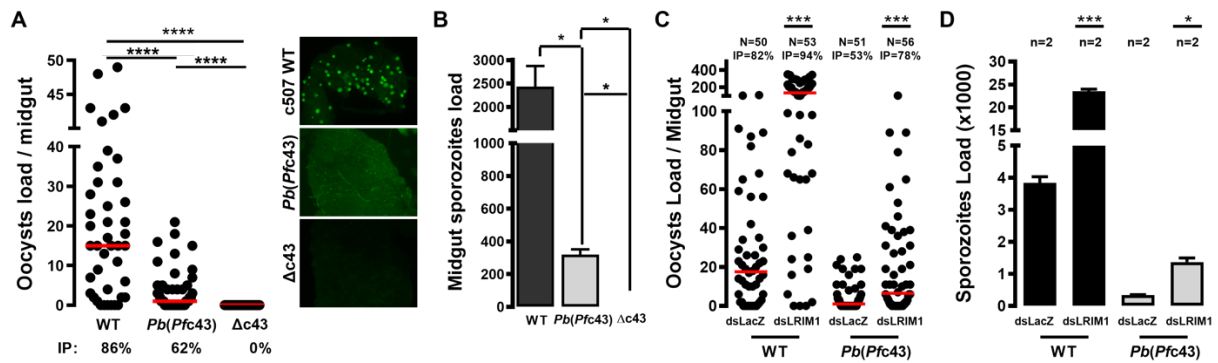 A
Oocysts load / midgut
****
****
****
50
40
30
20
10
0
WT Pb(Pfc43) Δc43
IP: 86% 62% 0%
c507 WT
Pb(Pfc43)
Δc43
B
Midgut sporozoites load
*
*
*
3000
2500
2000
1000
800
600
400
200
0
WT Pb(Pfc43) Δc43
C
Oocysts Load / Midgut
*** ***
N=50 N=53 N=51 N=56
IP=82% IP=94% IP=53% IP=78%
350
200
100
80
60
40
20
0
dsLacZ dsLRIM1 dsLacZ dsLRIM1
WT Pb(Pfc43)
D
Sporozoites Load (x1000)
*** *
n=2 n=2 n=2 n=2
30
25
20
15
10
5
4
3
2
1
0
dsLacZ dsLRIM1 dsLacZ dsLRIM1
WT Pb(Pfc43)